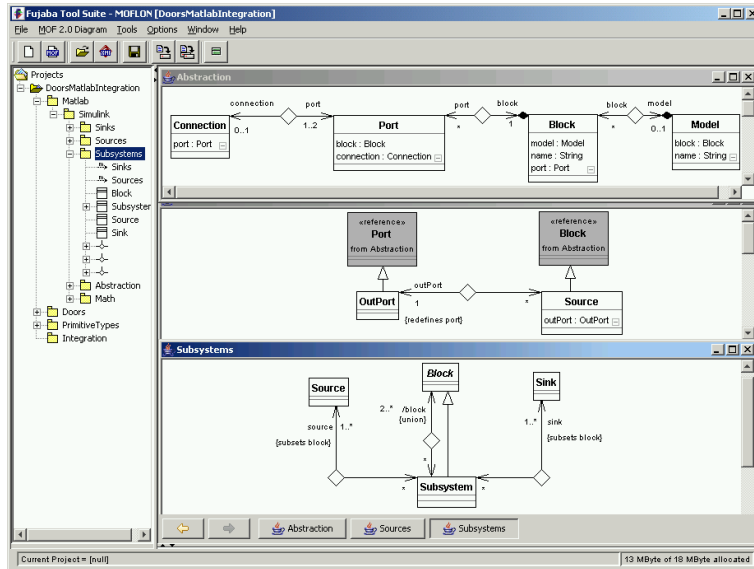 Fujaba Tool Suite - MOFLON [DoorsMatlabIntegration]
File MOF 2.0 Diagram Tools Options Window Help
Projects
DoorsMatlabIntegration
Matlab
Simulink
Sinks
Sources
Subsystems
Sinks
Sources
Block
Subsyster
Source
Sink
Abstraction
Math
Doors
PrimitiveTypes
Integration
Abstraction
connection port port block block model
Connection Port Block Model
0..1 1..2 * 1 * 0..1
port : Port
block : Block
connection : Connection
model : Model
name : String
port : Port
block : Block
name : String
«reference»
Port
from Abstraction
«reference»
Block
from Abstraction
outPort
OutPort 1 * Source
{redefines port}
outPort : OutPort
Subsystems
Source Block Sink
2..* /block
{union}
source 1..*
{subsets block}
1..* sink
{subsets block}
*
* Subsystem *
Abstraction Sources Subsystems
Current Project = [null] 13 MByte of 18 MByte allocated